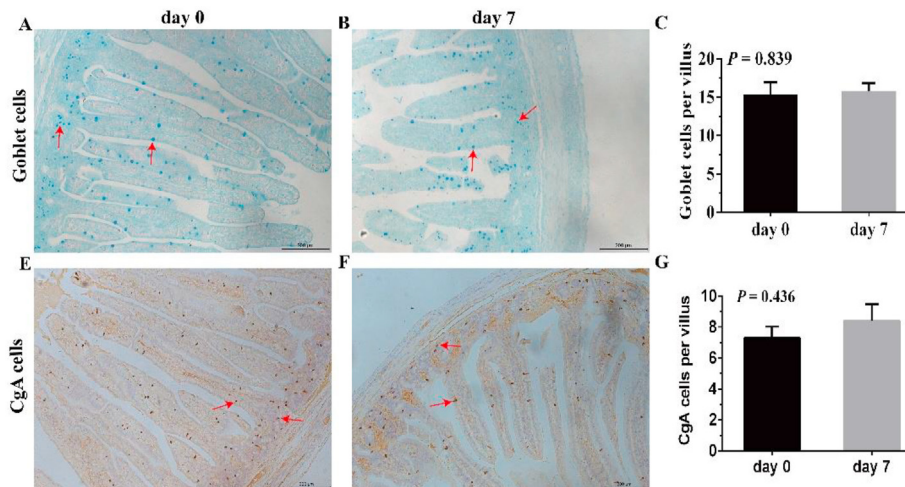 day 0
day 7
A
B
C
Goblet cells
P = 0.839
Goblet cells per villus
20
15
10
5
0
day 0
day 7
E
F
G
CgA cells
P = 0.436
CgA cells per villus
10
8
6
4
2
0
day 0
day 7